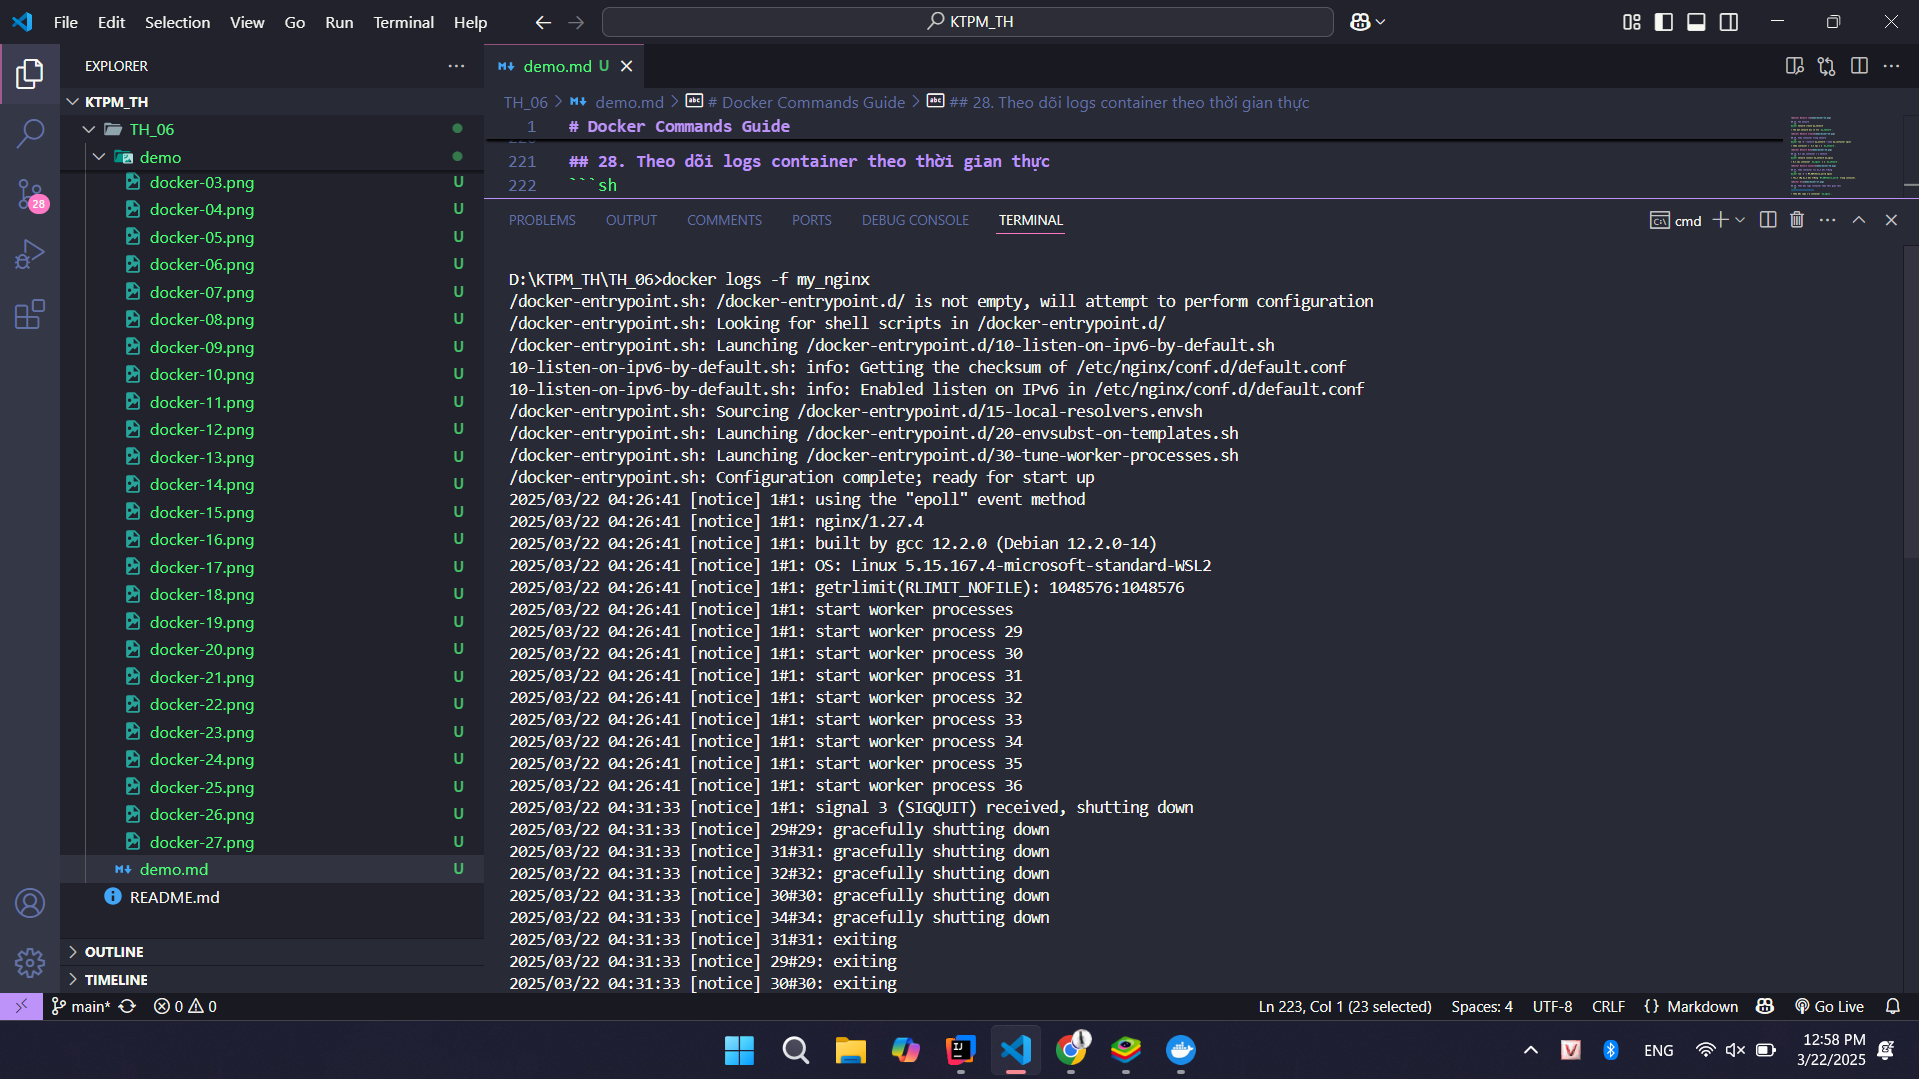 File Edit Selection View Go Run Terminal Help
KTPM_TH
EXPLORER
KTPM_TH
TH_06
demo
docker-03.png U
docker-04.png U
docker-05.png U
docker-06.png U
docker-07.png U
docker-08.png U
docker-09.png U
docker-10.png U
docker-11.png U
docker-12.png U
docker-13.png U
docker-14.png U
docker-15.png U
docker-16.png U
docker-17.png U
docker-18.png U
docker-19.png U
docker-20.png U
docker-21.png U
docker-22.png U
docker-23.png U
docker-24.png U
docker-25.png U
docker-26.png U
docker-27.png U
demo.md U
README.md
OUTLINE
TIMELINE
28
demo.md U
TH_06 > demo.md > # Docker Commands Guide > ## 28. Theo dõi logs container theo thời gian thực
1 # Docker Commands Guide
221 ## 28. Theo dõi logs container theo thời gian thực
222 ```sh
PROBLEMS OUTPUT COMMENTS PORTS DEBUG CONSOLE TERMINAL
cmd
D:\KTPM_TH\TH_06>docker logs -f my_nginx
/docker-entrypoint.sh: /docker-entrypoint.d/ is not empty, will attempt to perform configuration
/docker-entrypoint.sh: Looking for shell scripts in /docker-entrypoint.d/
/docker-entrypoint.sh: Launching /docker-entrypoint.d/10-listen-on-ipv6-by-default.sh
10-listen-on-ipv6-by-default.sh: info: Getting the checksum of /etc/nginx/conf.d/default.conf
10-listen-on-ipv6-by-default.sh: info: Enabled listen on IPv6 in /etc/nginx/conf.d/default.conf
/docker-entrypoint.sh: Sourcing /docker-entrypoint.d/15-local-resolvers.envsh
/docker-entrypoint.sh: Launching /docker-entrypoint.d/20-envsubst-on-templates.sh
/docker-entrypoint.sh: Launching /docker-entrypoint.d/30-tune-worker-processes.sh
/docker-entrypoint.sh: Configuration complete; ready for start up
2025/03/22 04:26:41 [notice] 1#1: using the "epoll" event method
2025/03/22 04:26:41 [notice] 1#1: nginx/1.27.4
2025/03/22 04:26:41 [notice] 1#1: built by gcc 12.2.0 (Debian 12.2.0-14)
2025/03/22 04:26:41 [notice] 1#1: OS: Linux 5.15.167.4-microsoft-standard-WSL2
2025/03/22 04:26:41 [notice] 1#1: getrlimit(RLIMIT_NOFILE): 1048576:1048576
2025/03/22 04:26:41 [notice] 1#1: start worker processes
2025/03/22 04:26:41 [notice] 1#1: start worker process 29
2025/03/22 04:26:41 [notice] 1#1: start worker process 30
2025/03/22 04:26:41 [notice] 1#1: start worker process 31
2025/03/22 04:26:41 [notice] 1#1: start worker process 32
2025/03/22 04:26:41 [notice] 1#1: start worker process 33
2025/03/22 04:26:41 [notice] 1#1: start worker process 34
2025/03/22 04:26:41 [notice] 1#1: start worker process 35
2025/03/22 04:26:41 [notice] 1#1: start worker process 36
2025/03/22 04:31:33 [notice] 1#1: signal 3 (SIGQUIT) received, shutting down
2025/03/22 04:31:33 [notice] 29#29: gracefully shutting down
2025/03/22 04:31:33 [notice] 31#31: gracefully shutting down
2025/03/22 04:31:33 [notice] 32#32: gracefully shutting down
2025/03/22 04:31:33 [notice] 30#30: gracefully shutting down
2025/03/22 04:31:33 [notice] 34#34: gracefully shutting down
2025/03/22 04:31:33 [notice] 31#31: exiting
2025/03/22 04:31:33 [notice] 29#29: exiting
2025/03/22 04:31:33 [notice] 30#30: exiting
main* 0 0 Ln 223, Col 1 (23 selected) Spaces: 4 UTF-8 CRLF {} Markdown Go Live
ENG 12:58 PM
3/22/2025